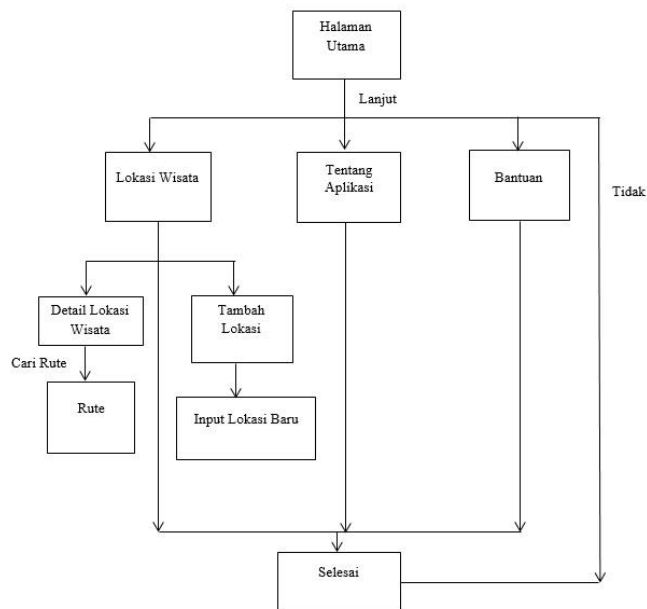 Halaman
Utama
Lanjut
Lokasi Wisata
Tentang
Aplikasi
Bantuan
Tidak
Detail Lokasi
Wisata
Tambah
Lokasi
Cari Rute
Rute
Input Lokasi Baru
Selesai